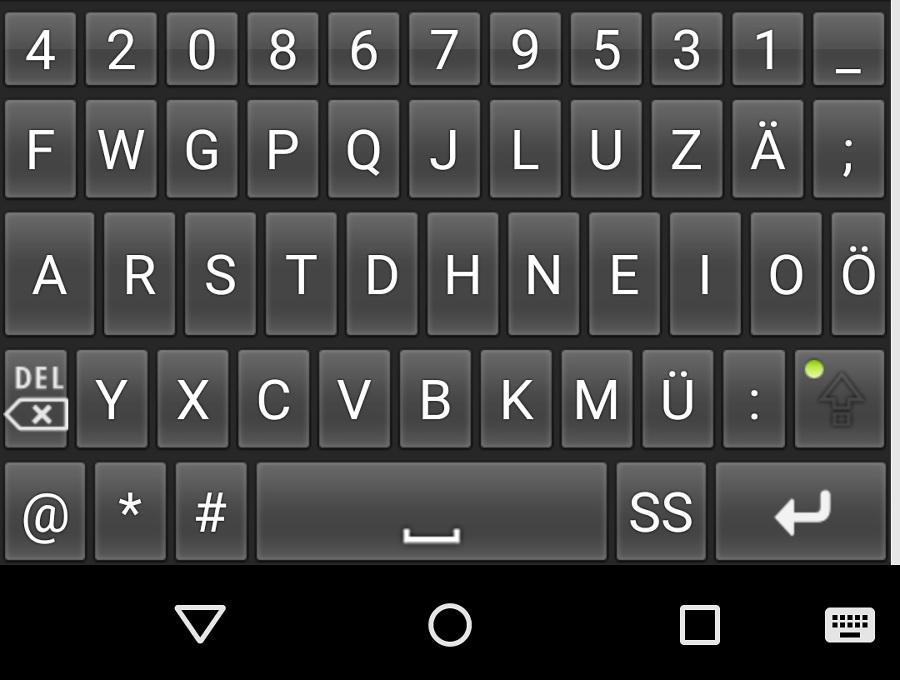 4 2 0 8 6 7 9 5 3 1 _
F W G P Q J L U Z Ä ;
A R S T D H N E I O Ö
DEL Y X C V B K M Ü :
@ * # SS